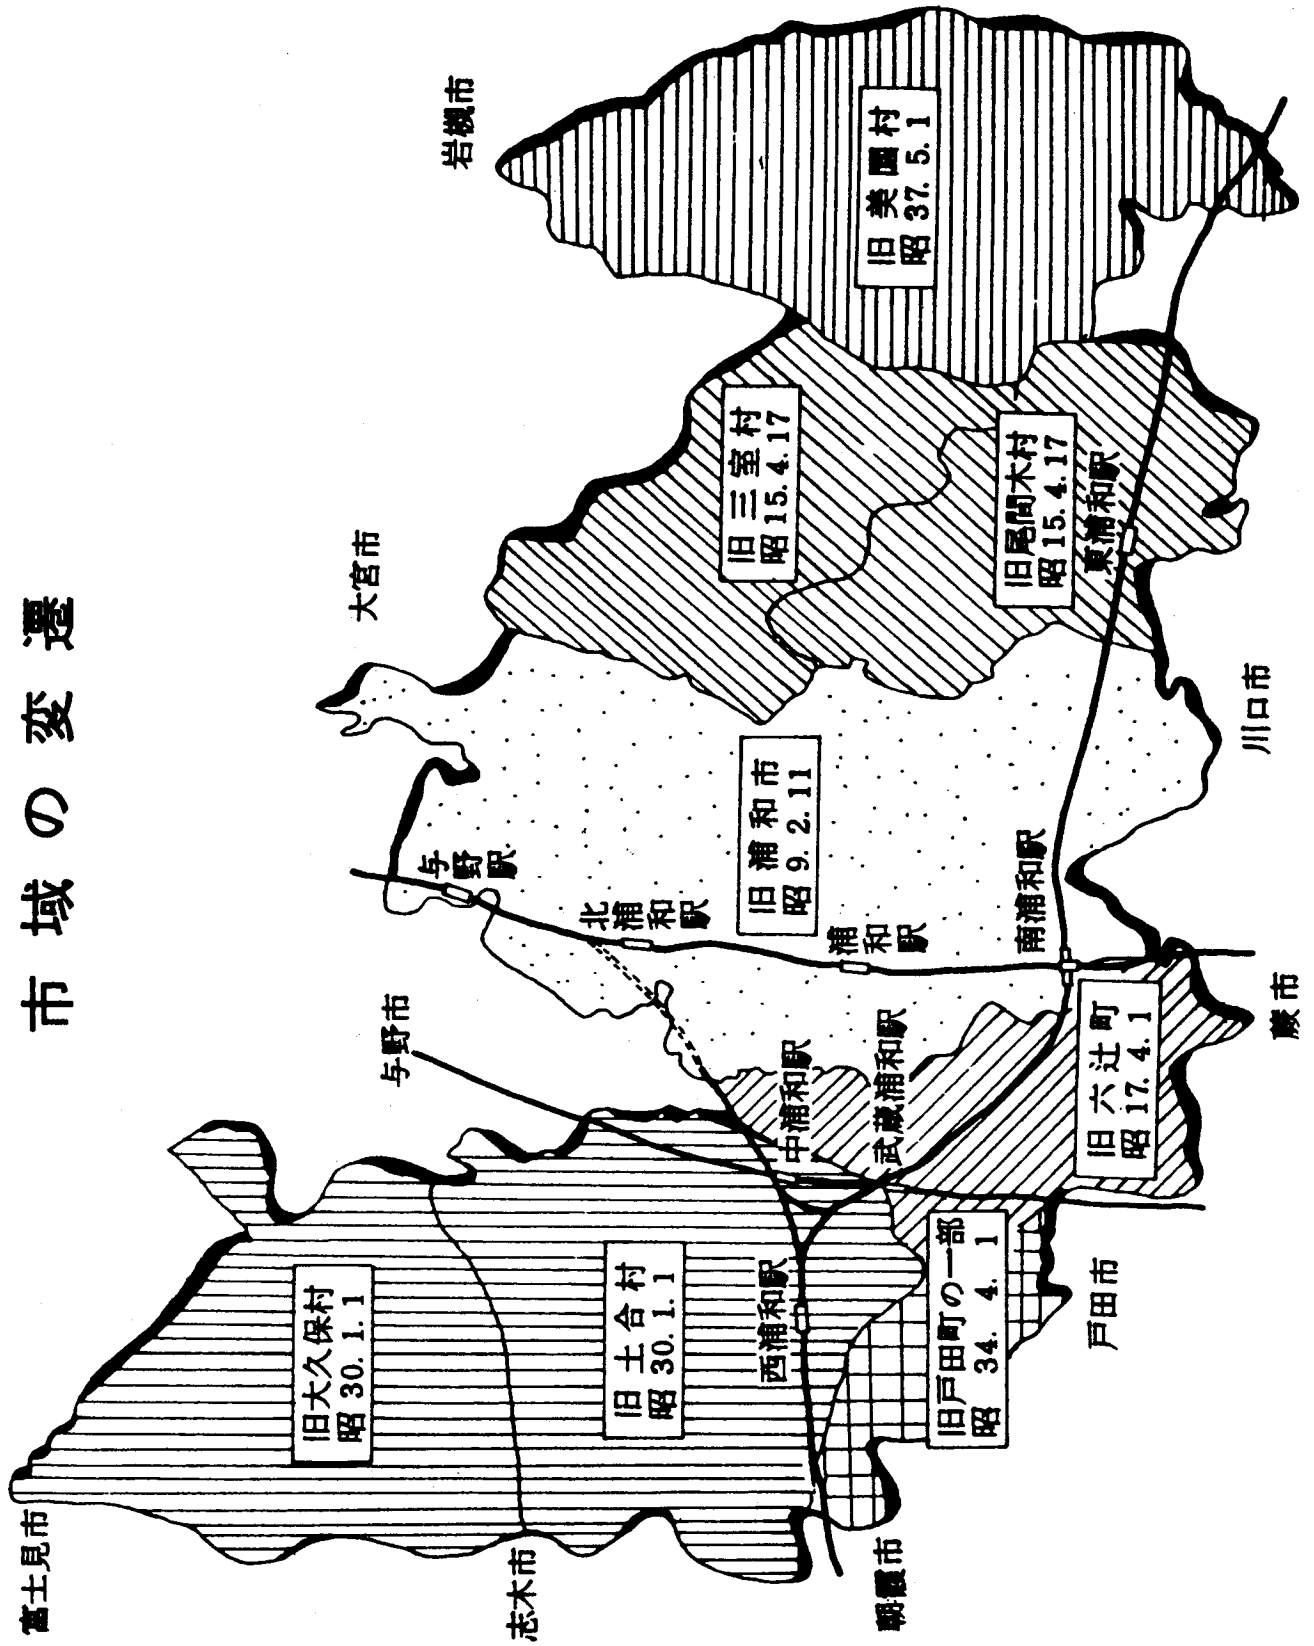 市域の変遷
岩槻市
大宮市
与野市
富士見市
志木市
朝霞市
戸田市
蕨市
川口市
旧美園村
昭37.5.1
旧三室村
昭15.4.17
旧尾間木村
昭15.4.17
東浦和駅
旧浦和市
昭9.2.11
与野駅
北浦和駅
浦和駅
南浦和駅
中浦和駅
武蔵浦和駅
西浦和駅
旧六辻町
昭17.4.1
旧大久保村
昭30.1.1
旧土合村
昭30.1.1
旧戸田町の一部
昭34.4.1